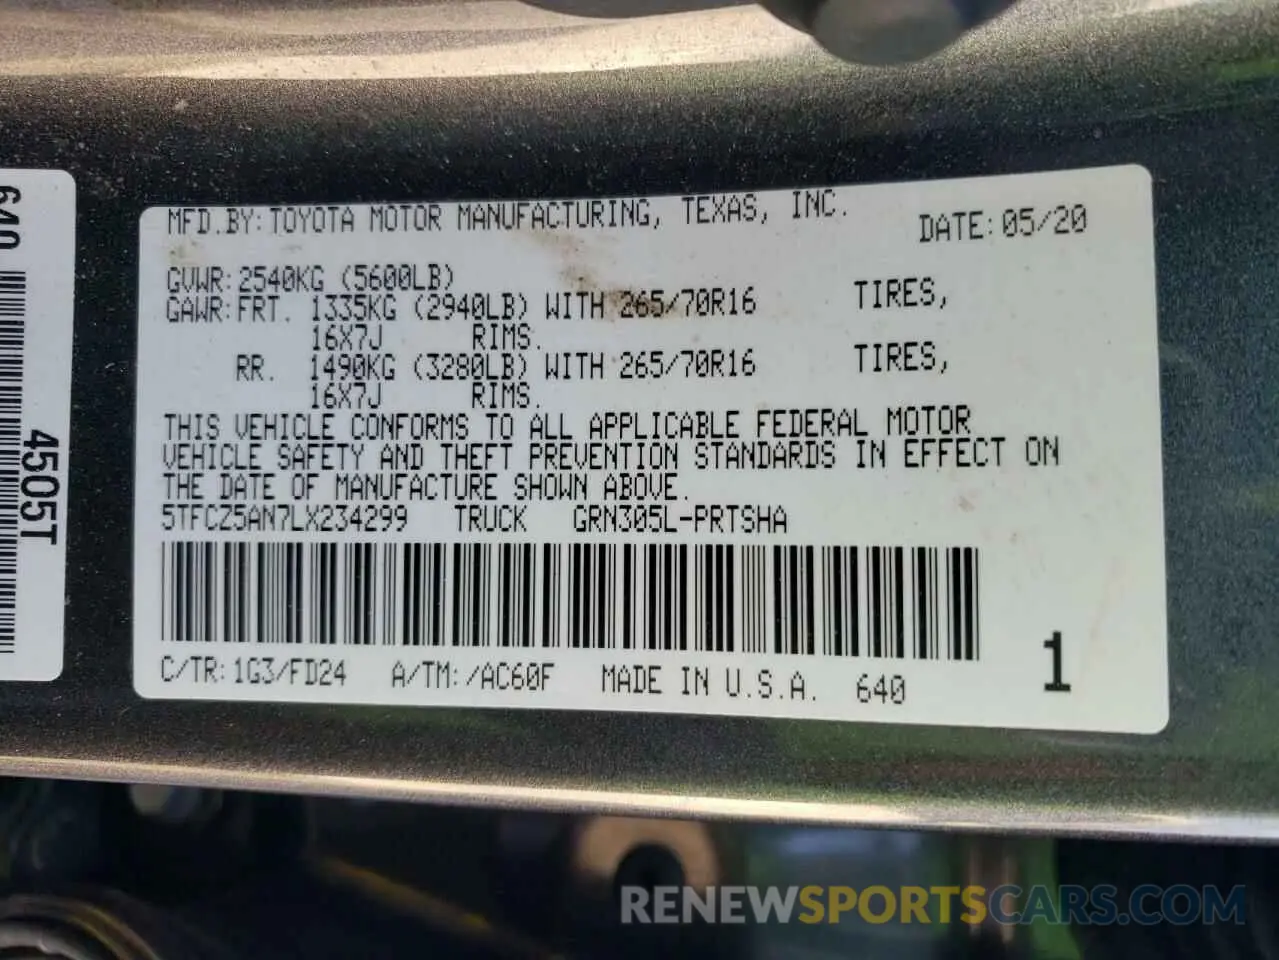 MFD.BY:TOYOTA MOTOR MANUFACTURING, TEXAS, INC. DATE:05/20
GVWR:2540KG (5600LB)
GAWR:FRT. 1335KG (2940LB) WITH 265/70R16 TIRES,
16X7J RIMS.
RR. 1490KG (3280LB) WITH 265/70R16 TIRES,
16X7J RIMS.
THIS VEHICLE CONFORMS TO ALL APPLICABLE FEDERAL MOTOR
VEHICLE SAFETY AND THEFT PREVENTION STANDARDS IN EFFECT ON
THE DATE OF MANUFACTURE SHOWN ABOVE.
5TFCZ5AN7LX234299 TRUCK GRN305L-PRTSHA
C/TR:1G3/FD24 A/TM:/AC60F MADE IN U.S.A. 640
1
640
4505T
RENEWSPORTSCARS.COM